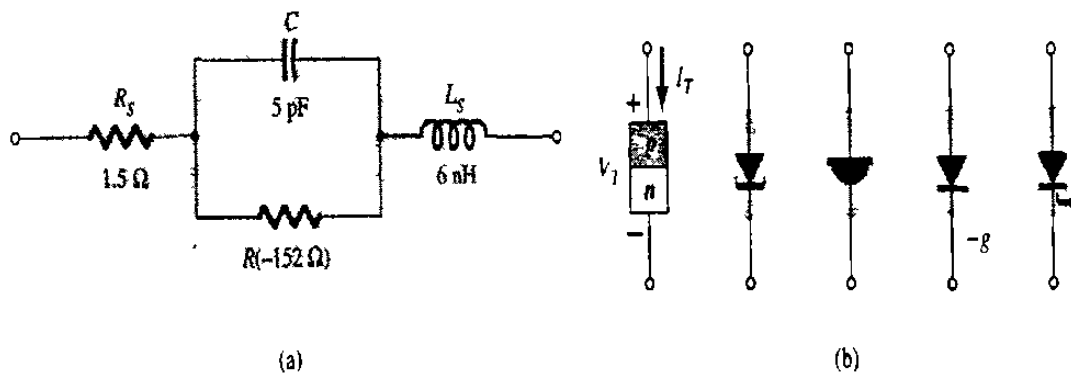 C
5 pF
R_s
1.5 Ω
L_s
6 nH
R(–152 Ω)
(a)
+
I_T
V_T
p
n
–
–g
(b)